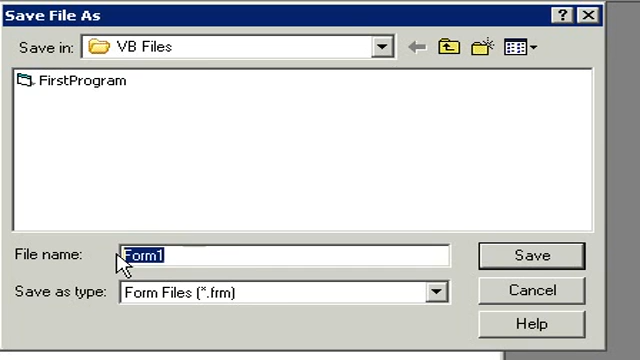 Save File As
Save in: VB Files
FirstProgram
File name: Form1 Save
Save as type: Form Files (*.frm) Cancel
Help